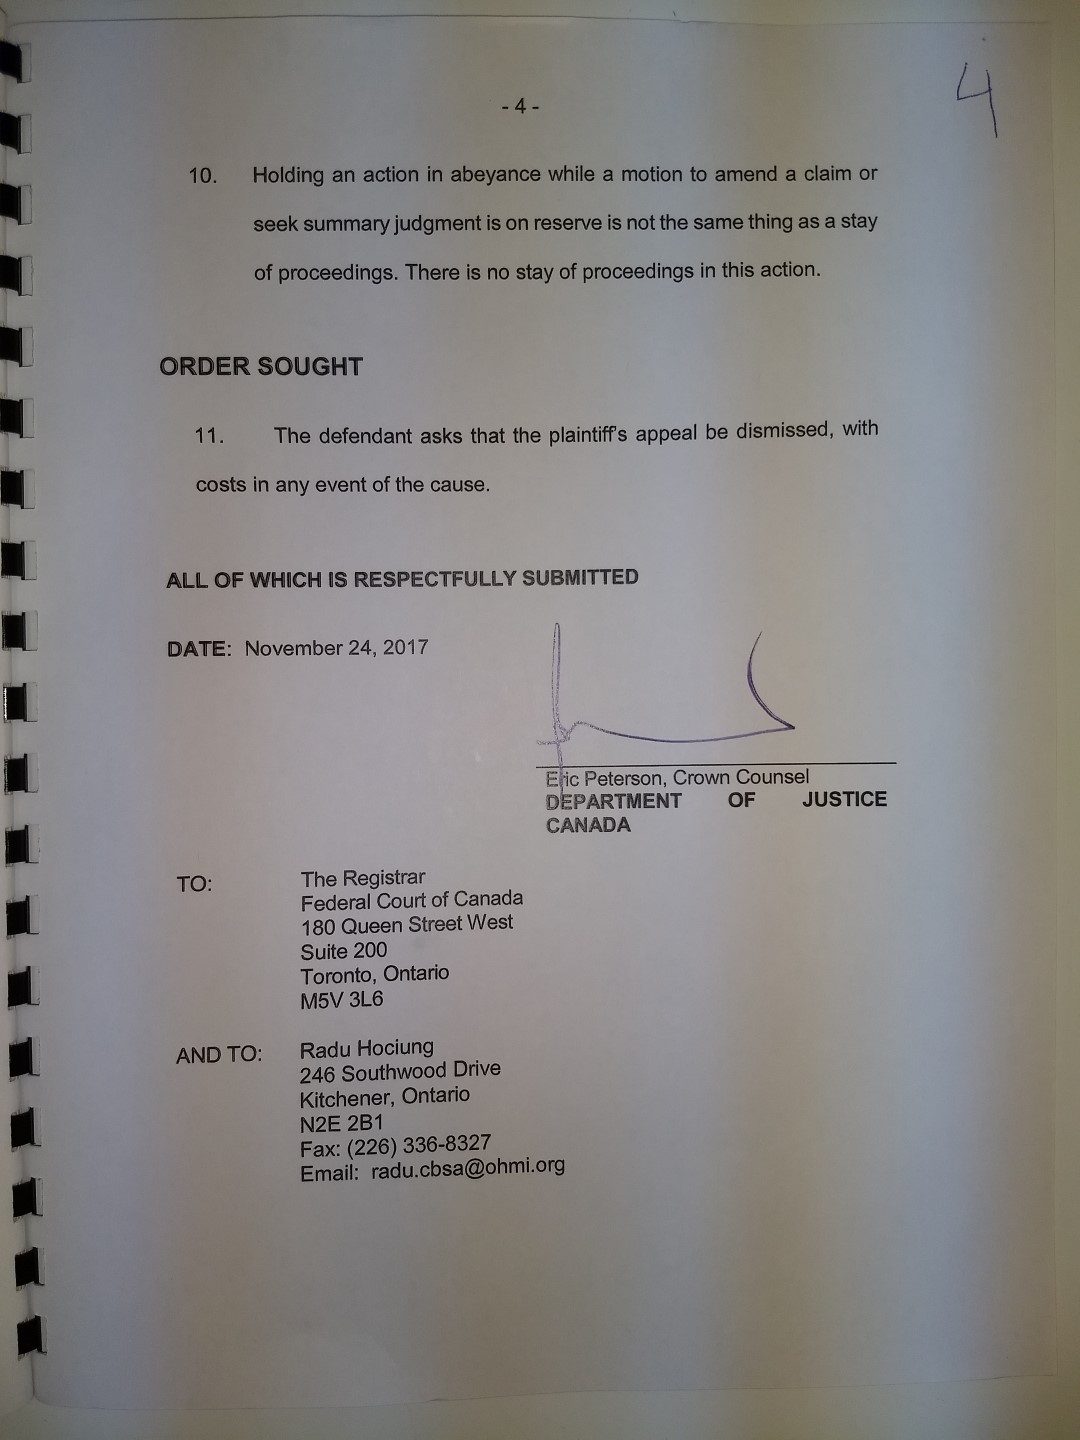 4
- 4 -
10. Holding an action in abeyance while a motion to amend a claim or
seek summary judgment is on reserve is not the same thing as a stay
of proceedings. There is no stay of proceedings in this action.
ORDER SOUGHT
11. The defendant asks that the plaintiff's appeal be dismissed, with
costs in any event of the cause.
ALL OF WHICH IS RESPECTFULLY SUBMITTED
DATE: November 24, 2017
Eric Peterson, Crown Counsel
DEPARTMENT OF JUSTICE
CANADA
TO: The Registrar
Federal Court of Canada
180 Queen Street West
Suite 200
Toronto, Ontario
M5V 3L6
AND TO: Radu Hociung
246 Southwood Drive
Kitchener, Ontario
N2E 2B1
Fax: (226) 336-8327
Email: radu.cbsa@ohmi.org